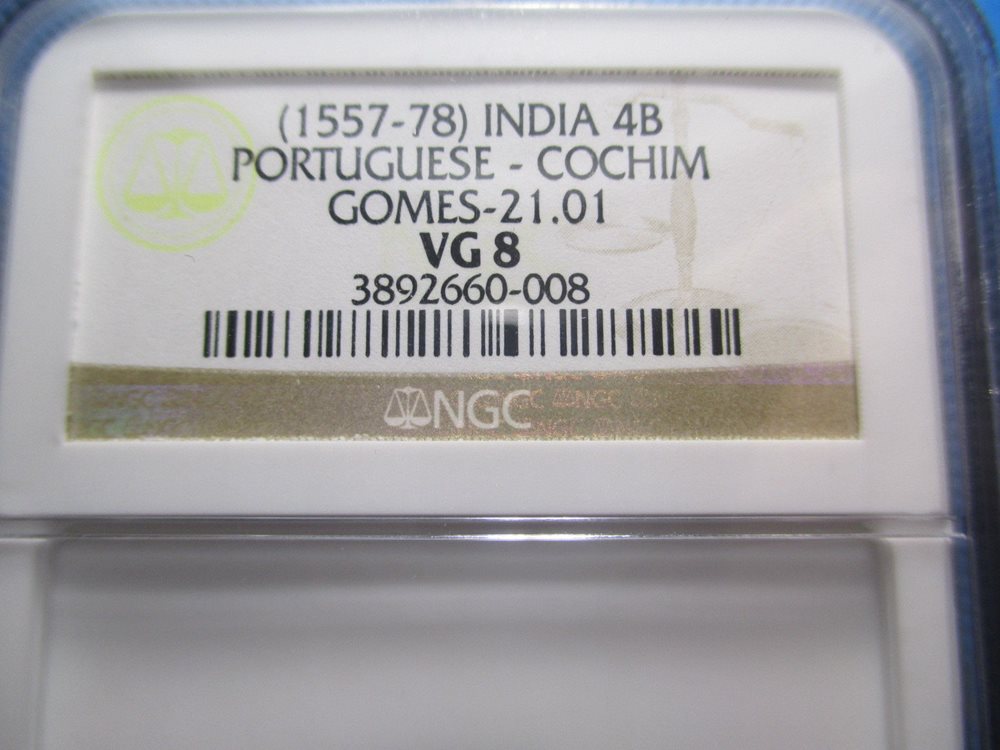 (1557-78) INDIA 4B
PORTUGUESE - COCHIM
GOMES-21.01
VG 8
3892660-008
NGC